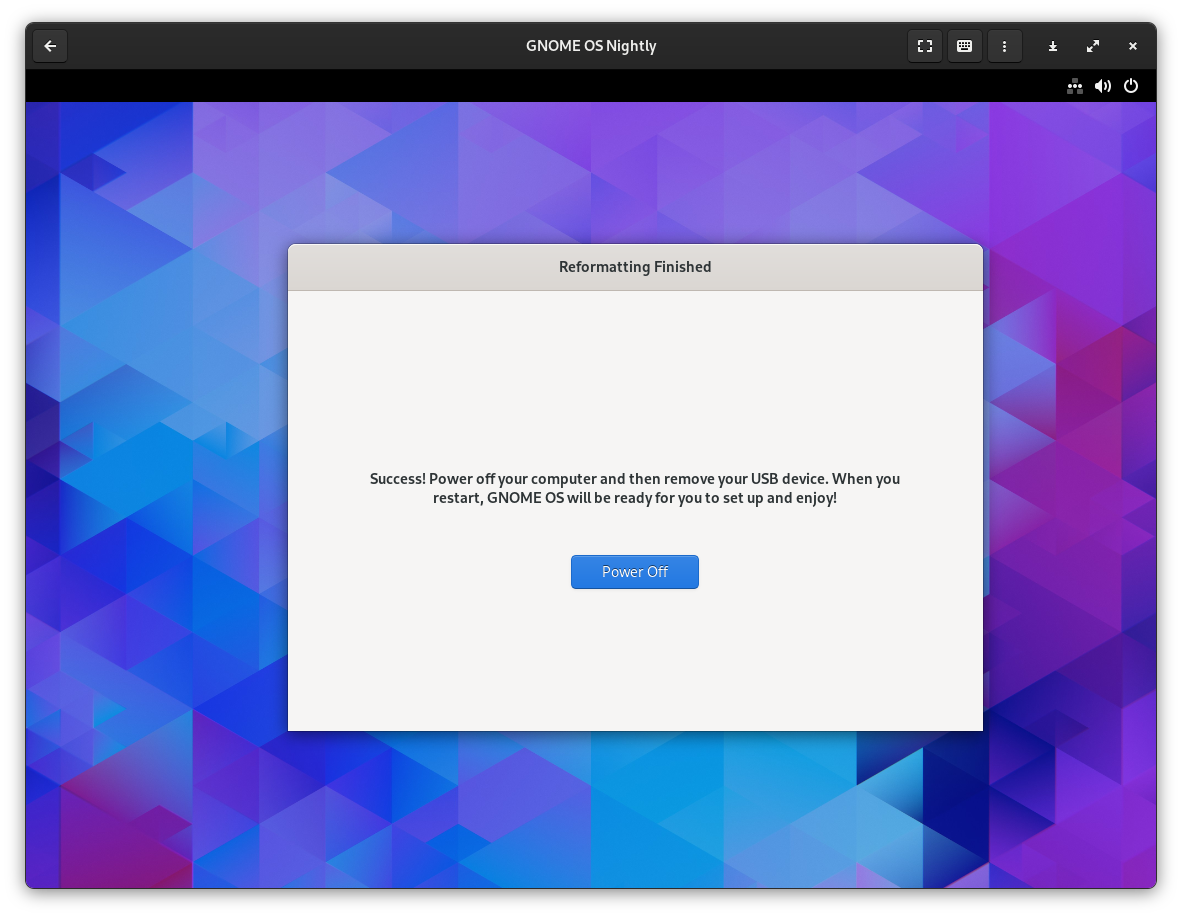 GNOME OS Nightly
Reformatting Finished
Success! Power off your computer and then remove your USB device. When you
restart, GNOME OS will be ready for you to set up and enjoy!
Power Off